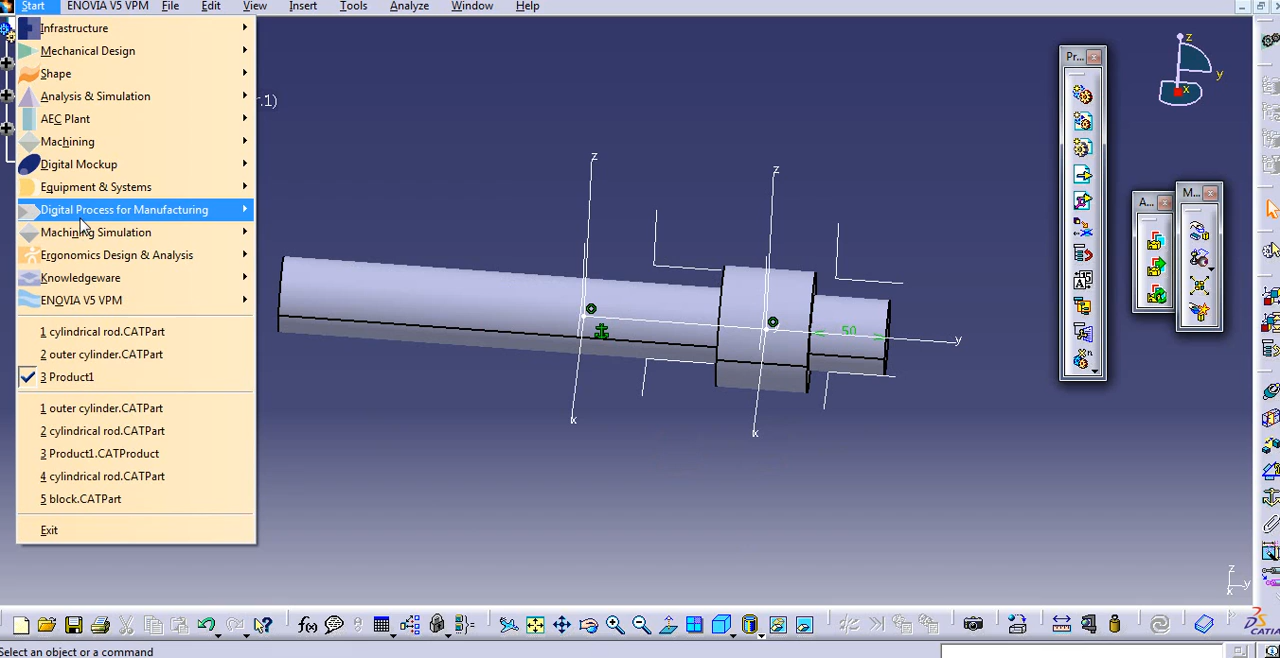 Start ENOVIA V5 VPM File Edit View Insert Tools Analyze Window Help
Infrastructure
Mechanical Design
Shape
Analysis & Simulation
AEC Plant
Machining
Digital Mockup
Equipment & Systems
Digital Process for Manufacturing
Machining Simulation
Ergonomics Design & Analysis
Knowledgeware
ENOVIA V5 VPM
1 cylindrical rod.CATPart
2 outer cylinder.CATPart
3 Product1
1 outer cylinder.CATPart
2 cylindrical rod.CATPart
3 Product1.CATProduct
4 cylindrical rod.CATPart
5 block.CATPart
Exit
r.1)
z
z
50
y
x
x
Pr...
A...
M...
z
y
x
z
y
x
f(x)
CATIA
Select an object or a command